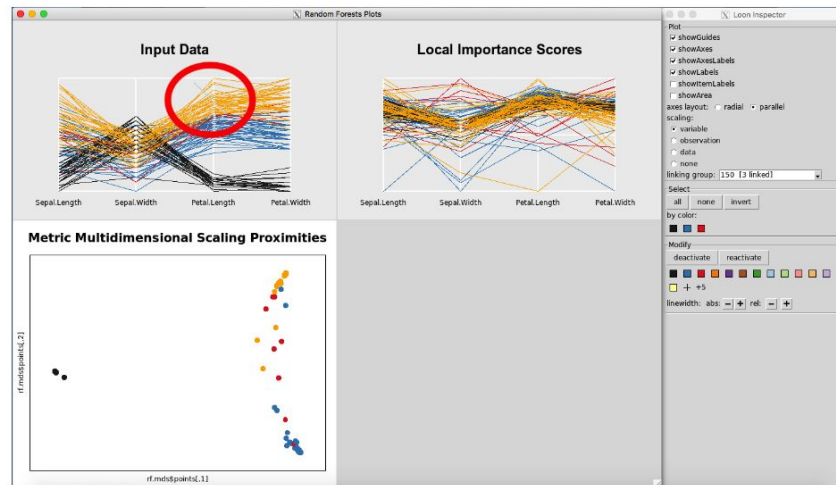 Random Forests Plots
Input Data
Sepal.Length Sepal.Width Petal.Length Petal.Width
Local Importance Scores
Sepal.Length Sepal.Width Petal.Length Petal.Width
Metric Multidimensional Scaling Proximities
rf.mds$points[,2]
rf.mds$points[,1]
Loon Inspector
Plot
showGuides
showAxes
showAxesLabels
showLabels
showItemLabels
showArea
axes layout: radial parallel
scaling:
variable
observation
data
none
linking group: 150 [3 linked]
Select
all none invert
by color:
Modify
deactivate reactivate
+5
linewidth: abs: − + rel: − +